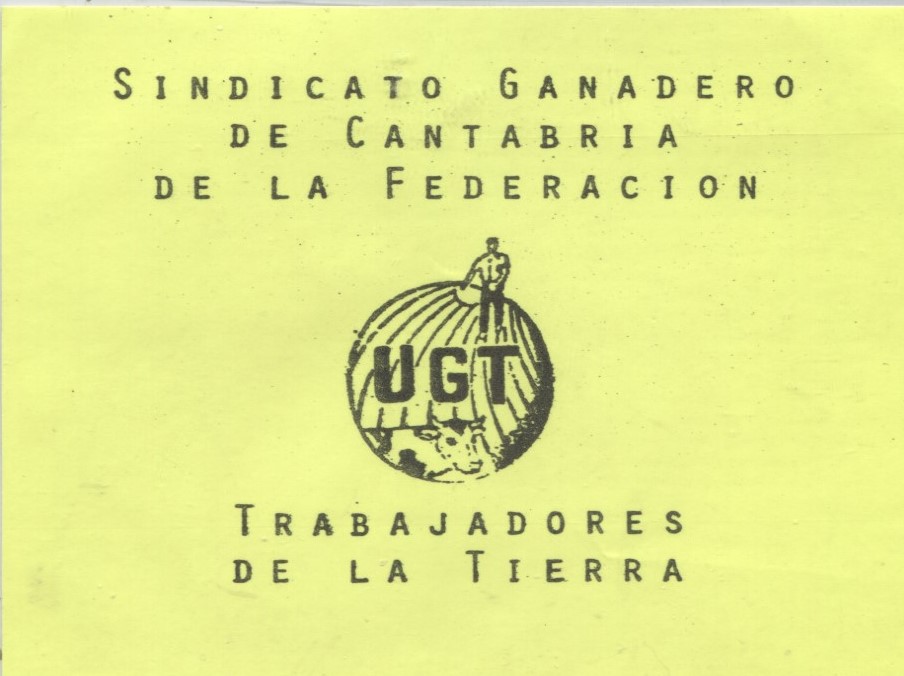 SINDICATO GANADERO
DE CANTABRIA
DE LA FEDERACION
UGT
TRABAJADORES
DE LA TIERRA